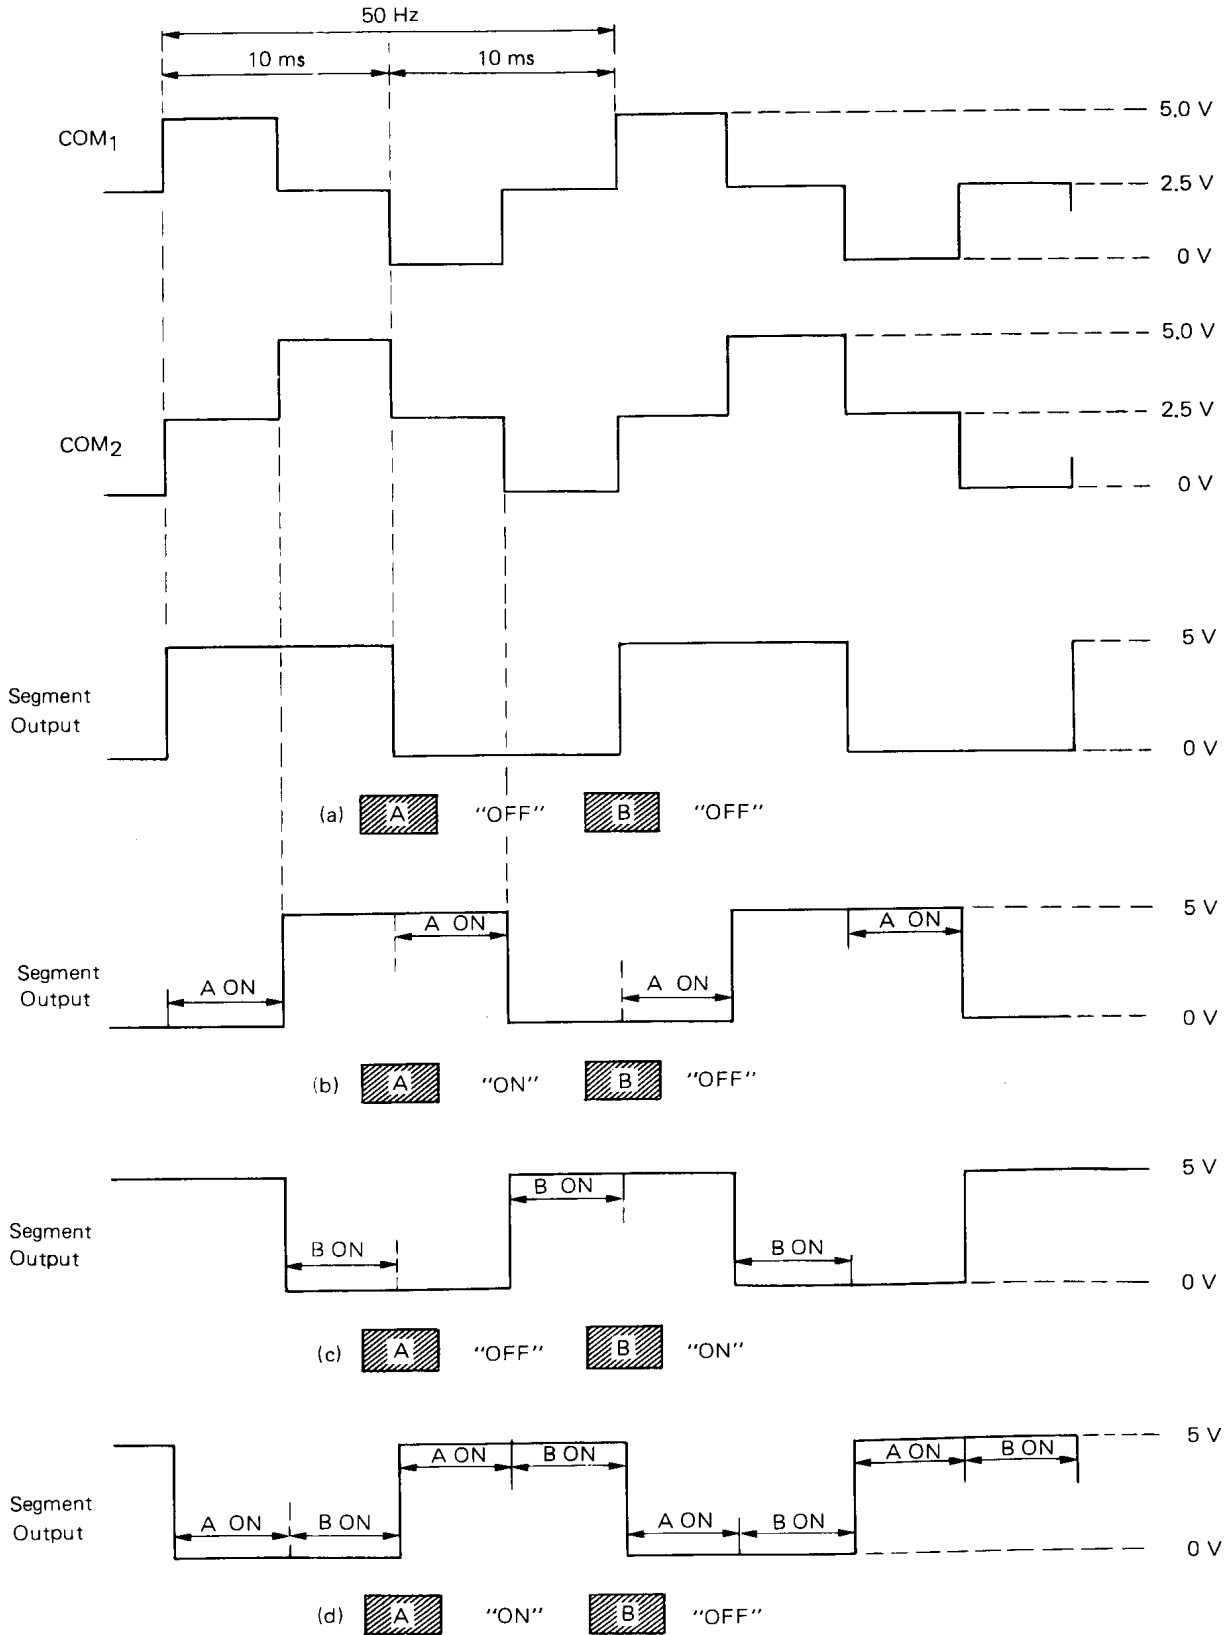 50 Hz
10 ms 10 ms
COM1
5.0 V
2.5 V
0 V
COM2
5.0 V
2.5 V
0 V
Segment
Output
5 V
0 V
(a) A "OFF" B "OFF"
Segment
Output
A ON A ON A ON A ON
5 V
0 V
(b) A "ON" B "OFF"
Segment
Output
B ON B ON B ON
5 V
0 V
(c) A "OFF" B "ON"
Segment
Output
A ON B ON A ON B ON
A ON B ON A ON B ON
5 V
0 V
(d) A "ON" B "OFF"